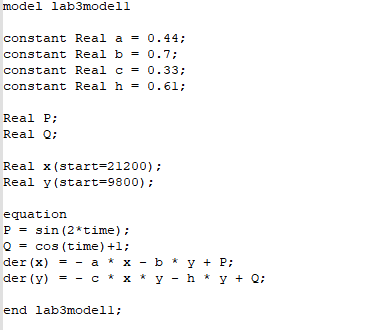 model lab3model1
constant Real a = 0.44;
constant Real b = 0.7;
constant Real c = 0.33;
constant Real h = 0.61;
Real P;
Real Q;
Real x(start=21200);
Real y(start=9800);
equation
P = sin(2*time);
Q = cos(time)+1;
der(x) = - a * x - b * y + P;
der(y) = - c * x * y - h * y + Q;
end lab3model1;